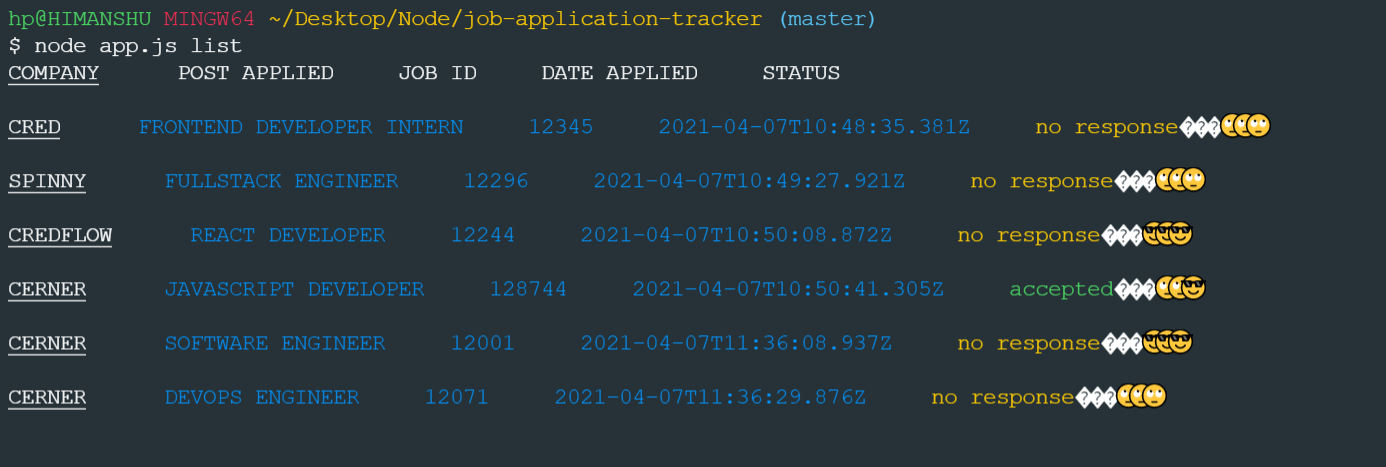 hp@HIMANSHU MINGW64 ~/Desktop/Node/job-application-tracker (master)
$ node app.js list
COMPANY POST APPLIED JOB ID DATE APPLIED STATUS
CRED FRONTEND DEVELOPER INTERN 12345 2021-04-07T10:48:35.381Z no response���🙄🙄🙄
SPINNY FULLSTACK ENGINEER 12296 2021-04-07T10:49:27.921Z no response���🙄🙄🙄
CREDFLOW REACT DEVELOPER 12244 2021-04-07T10:50:08.872Z no response���😎😎😎
CERNER JAVASCRIPT DEVELOPER 128744 2021-04-07T10:50:41.305Z accepted���🙄🙄😎
CERNER SOFTWARE ENGINEER 12001 2021-04-07T11:36:08.937Z no response���😎😎😎
CERNER DEVOPS ENGINEER 12071 2021-04-07T11:36:29.876Z no response���🙄🙄🙄